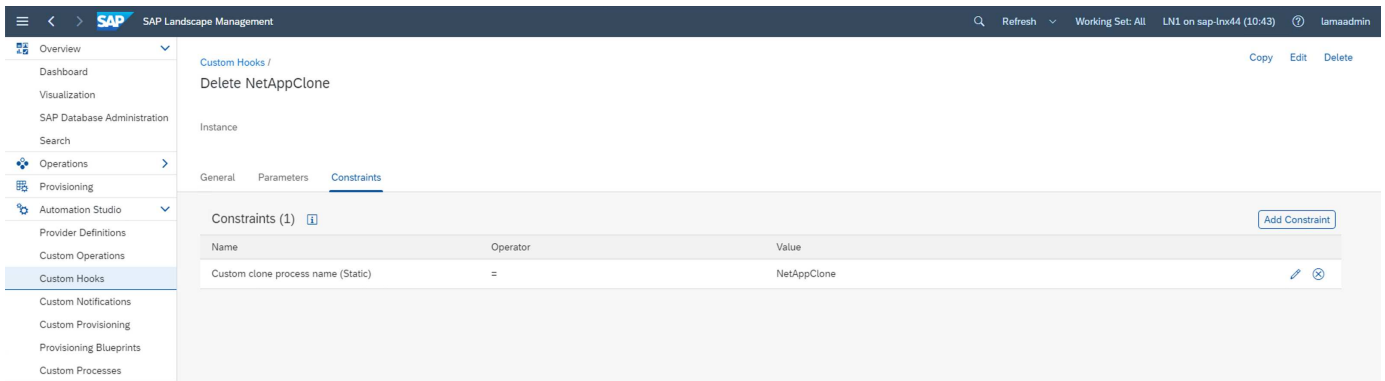 SAP SAP Landscape Management Refresh Working Set: All LN1 on sap-lnx44 (10:43) lamaadmin
Overview
Dashboard
Visualization
SAP Database Administration
Search
Operations
Provisioning
Automation Studio
Provider Definitions
Custom Operations
Custom Hooks
Custom Notifications
Custom Provisioning
Provisioning Blueprints
Custom Processes
Custom Hooks /
Copy Edit Delete
Delete NetAppClone
Instance
General Parameters Constraints
Constraints (1)
Add Constraint
Name Operator Value
Custom clone process name (Static) = NetAppClone